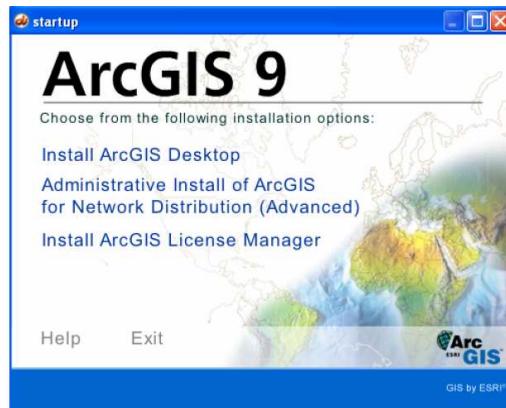 startup
ArcGIS 9
Choose from the following installation options:
Install ArcGIS Desktop
Administrative Install of ArcGIS
for Network Distribution (Advanced)
Install ArcGIS License Manager
Help Exit
Arc
ESRI GIS
GIS by ESRI®